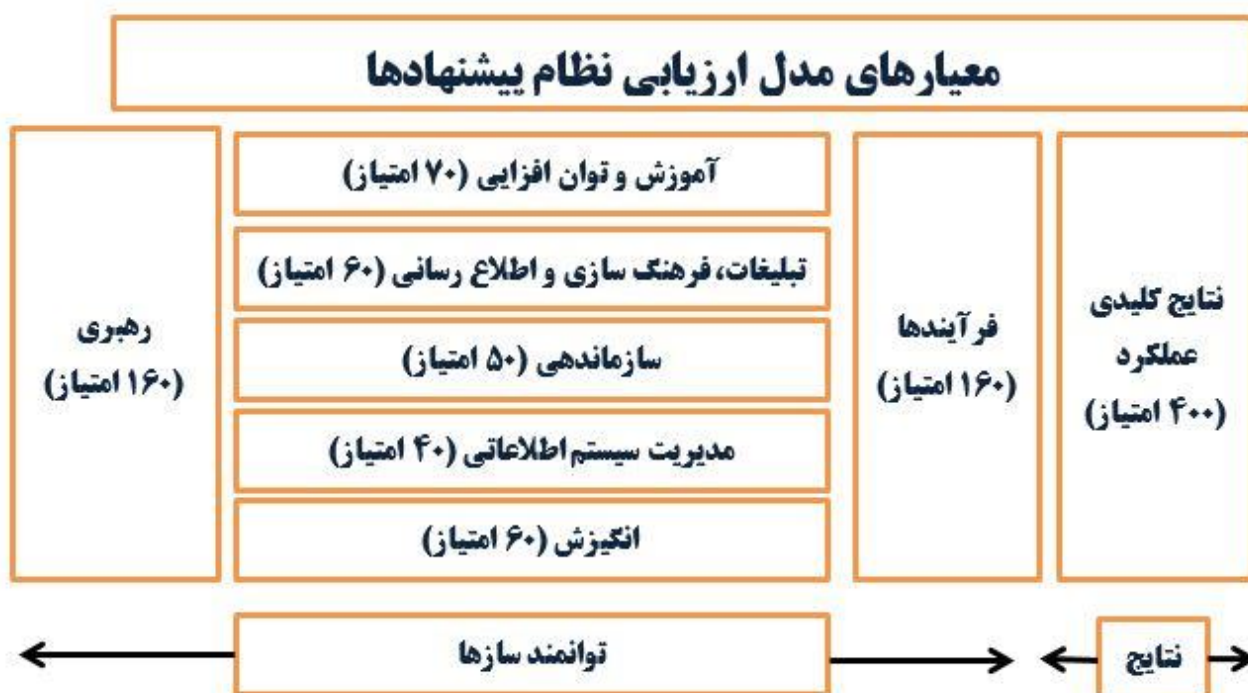 معیارهای مدل ارزیابی نظام پیشنهادها
نتایج کلیدی
عملکرد
(۴۰۰ امتیاز)
فرآیندها
(۱۶۰ امتیاز)
آموزش و توان افزایی (۷۰ امتیاز)
تبلیغات، فرهنگ سازی و اطلاع رسانی (۶۰ امتیاز)
سازماندهی (۵۰ امتیاز)
مدیریت سیستم اطلاعاتی (۴۰ امتیاز)
انگیزش (۶۰ امتیاز)
رهبری
(۱۶۰ امتیاز)
نتایج
توانمند سازها